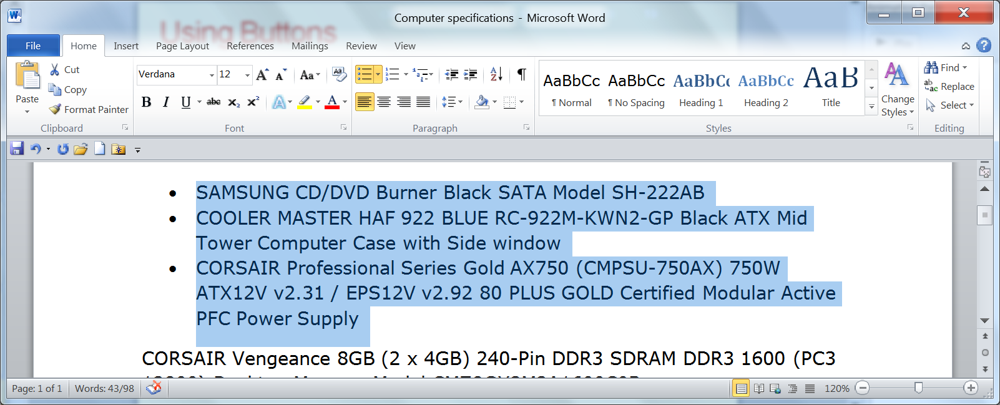 Using Buttons
Computer specifications - Microsoft Word
File Home Insert Page Layout References Mailings Review View
Paste
Cut
Copy
Format Painter
Clipboard
Verdana 12
Font
Paragraph
AaBbCc AaBbCc AaBbCc AaBbCc AaB
¶ Normal ¶ No Spacing Heading 1 Heading 2 Title
Change
Styles
Styles
Find
Replace
Select
Editing
• SAMSUNG CD/DVD Burner Black SATA Model SH-222AB
• COOLER MASTER HAF 922 BLUE RC-922M-KWN2-GP Black ATX Mid
Tower Computer Case with Side window
• CORSAIR Professional Series Gold AX750 (CMPSU-750AX) 750W
ATX12V v2.31 / EPS12V v2.92 80 PLUS GOLD Certified Modular Active
PFC Power Supply
CORSAIR Vengeance 8GB (2 x 4GB) 240-Pin DDR3 SDRAM DDR3 1600 (PC3
Page: 1 of 1 Words: 43/98 120%